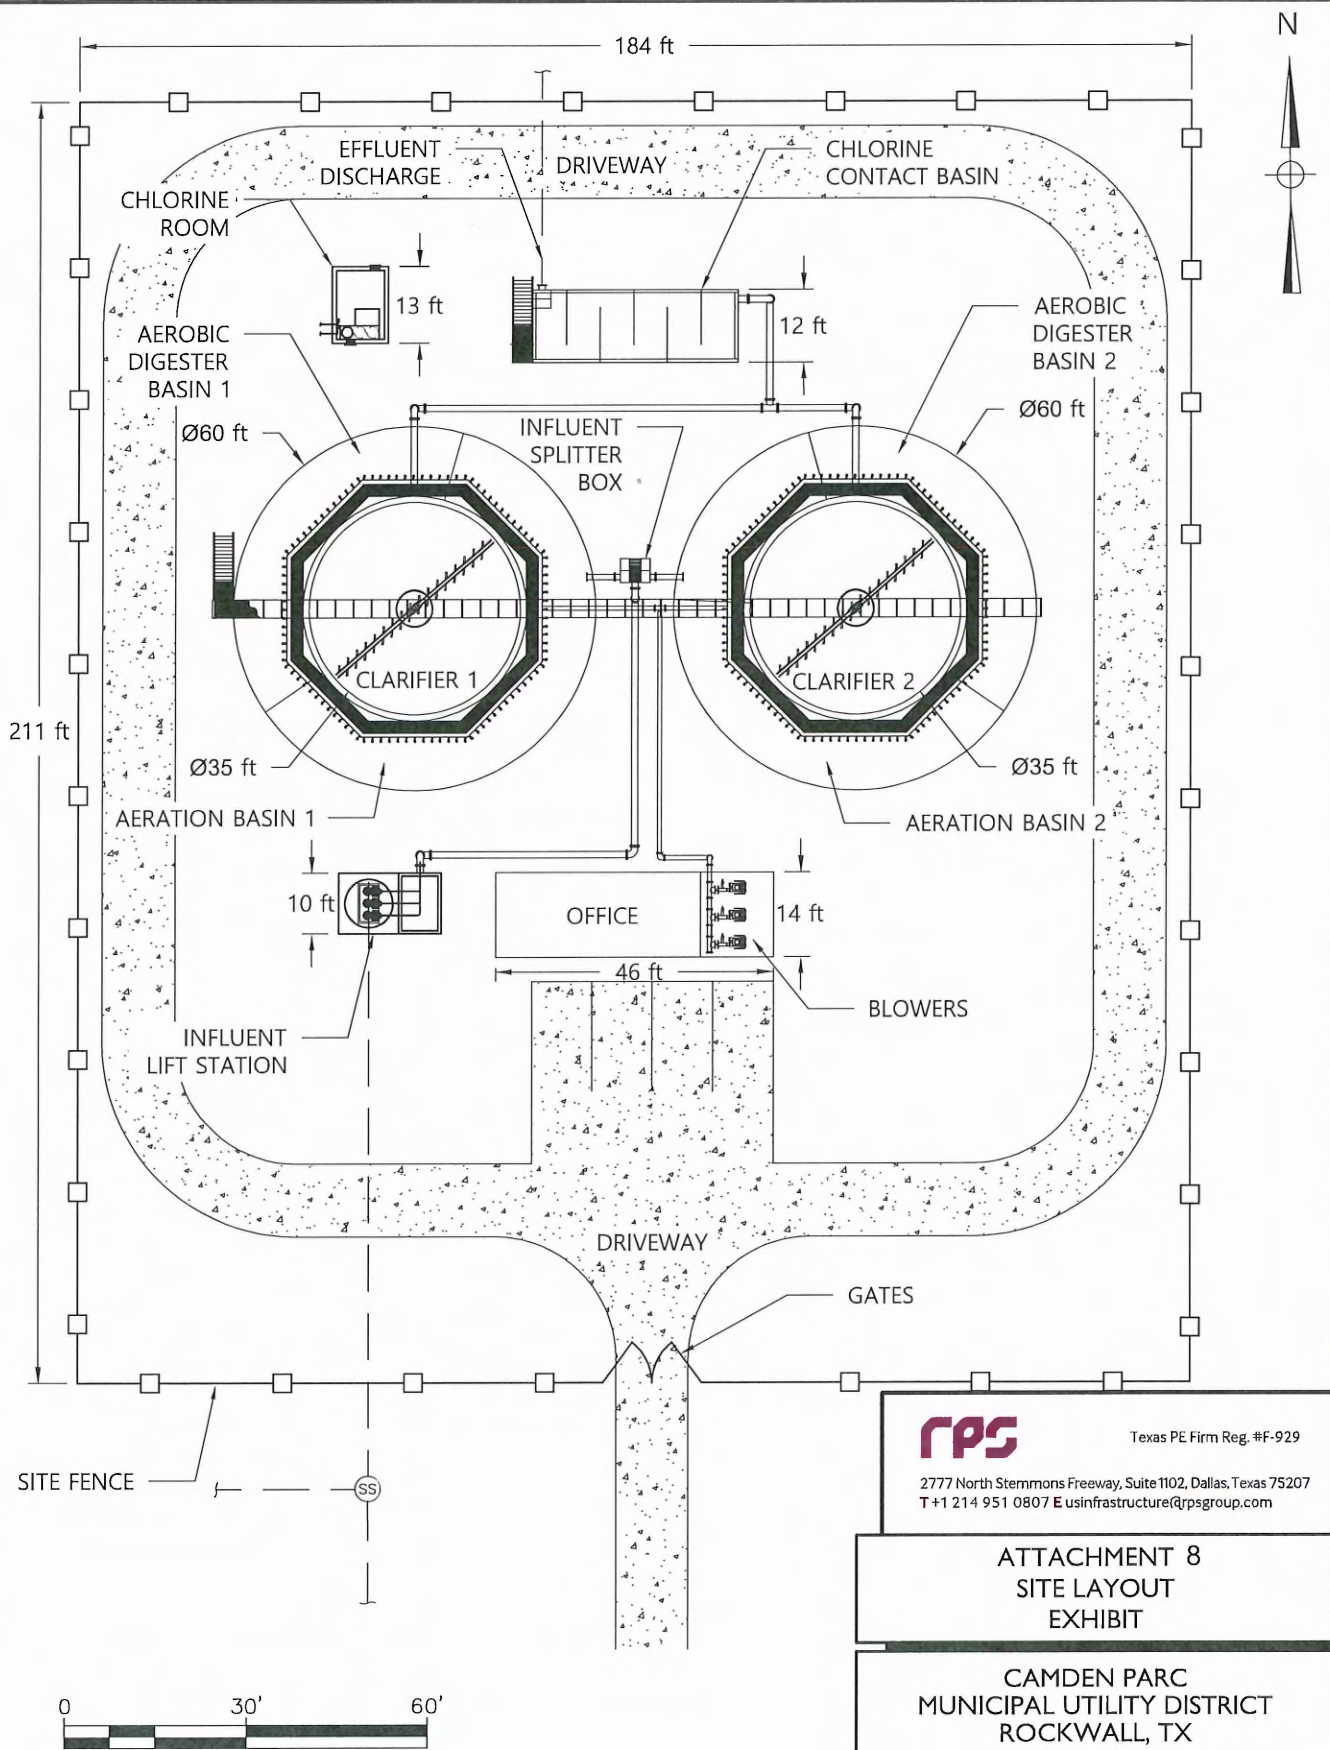 N
184 ft
EFFLUENT
DISCHARGE
DRIVEWAY
CHLORINE
CONTACT BASIN
CHLORINE
ROOM
13 ft
12 ft
AEROBIC
DIGESTER
BASIN 1
AEROBIC
DIGESTER
BASIN 2
Ø60 ft
Ø60 ft
INFLUENT
SPLITTER
BOX
CLARIFIER 1
CLARIFIER 2
211 ft
Ø35 ft
Ø35 ft
AERATION BASIN 1
AERATION BASIN 2
10 ft
OFFICE
14 ft
46 ft
BLOWERS
INFLUENT
LIFT STATION
DRIVEWAY
GATES
SITE FENCE
SS
rps
Texas PE Firm Reg. #F-929
2777 North Stemmons Freeway, Suite 1102, Dallas, Texas 75207
T +1 214 951 0807 E usinfrastructure@rpsgroup.com
ATTACHMENT 8
SITE LAYOUT
EXHIBIT
CAMDEN PARC
MUNICIPAL UTILITY DISTRICT
ROCKWALL, TX
0 30' 60'